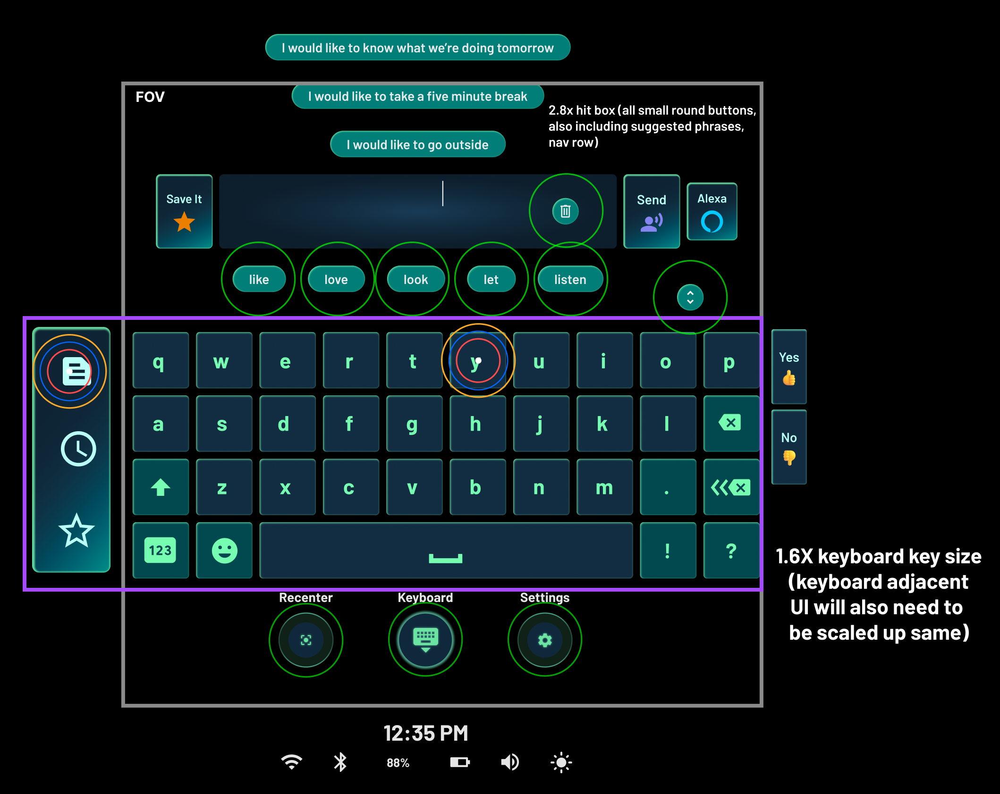 I would like to know what we’re doing tomorrow
FOV
I would like to take a five minute break
2.8x hit box (all small round buttons,
also including suggested phrases,
nav row)
I would like to go outside
Save It
Send
Alexa
like
love
look
let
listen
q w e r t y u i o p
Yes
a s d f g h j k l
No
z x c v b n m .
123
! ?
1.6X keyboard key size
(keyboard adjacent
UI will also need to
be scaled up same)
Recenter
Keyboard
Settings
12:35 PM
88%